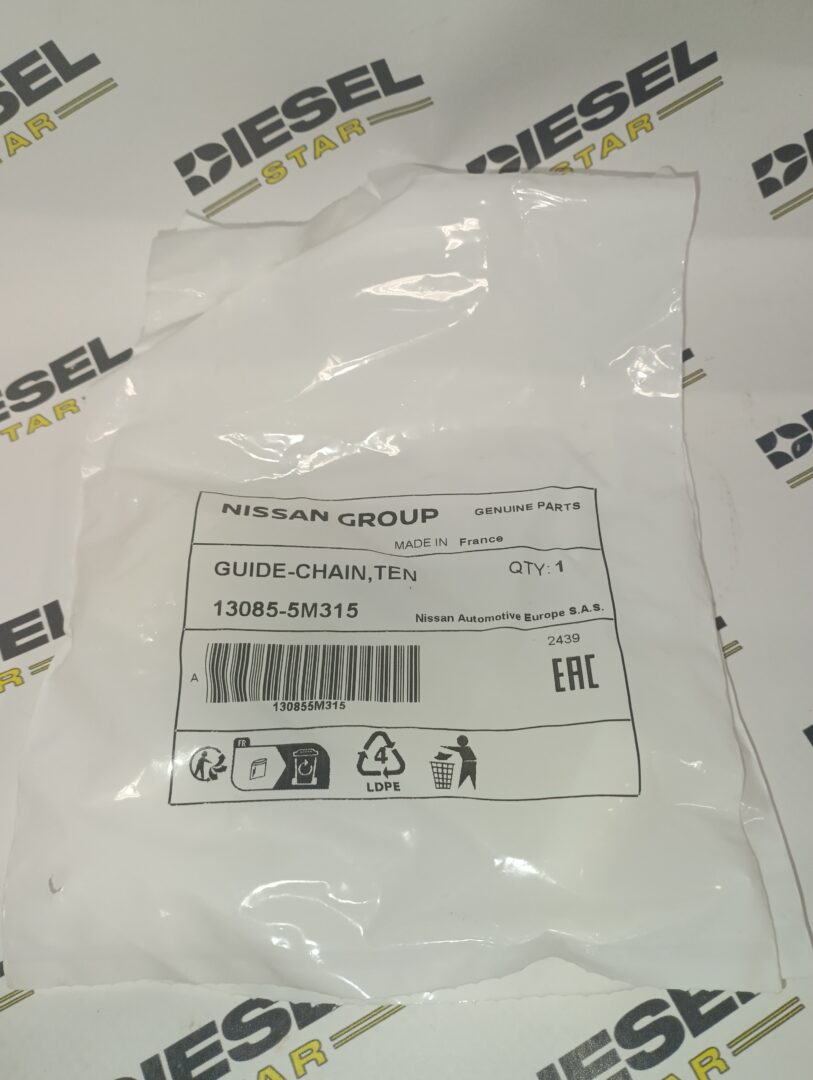 DIESEL
STAR
DIESEL
STAR
NISSAN GROUP GENUINE PARTS
MADE IN France
GUIDE-CHAIN,TEN QTY: 1
13085-5M315 Nissan Automotive Europe S.A.S.
2439
A
EAC
130855M315
FR
4
LDPE
DIESEL
STAR
DIESEL
STAR